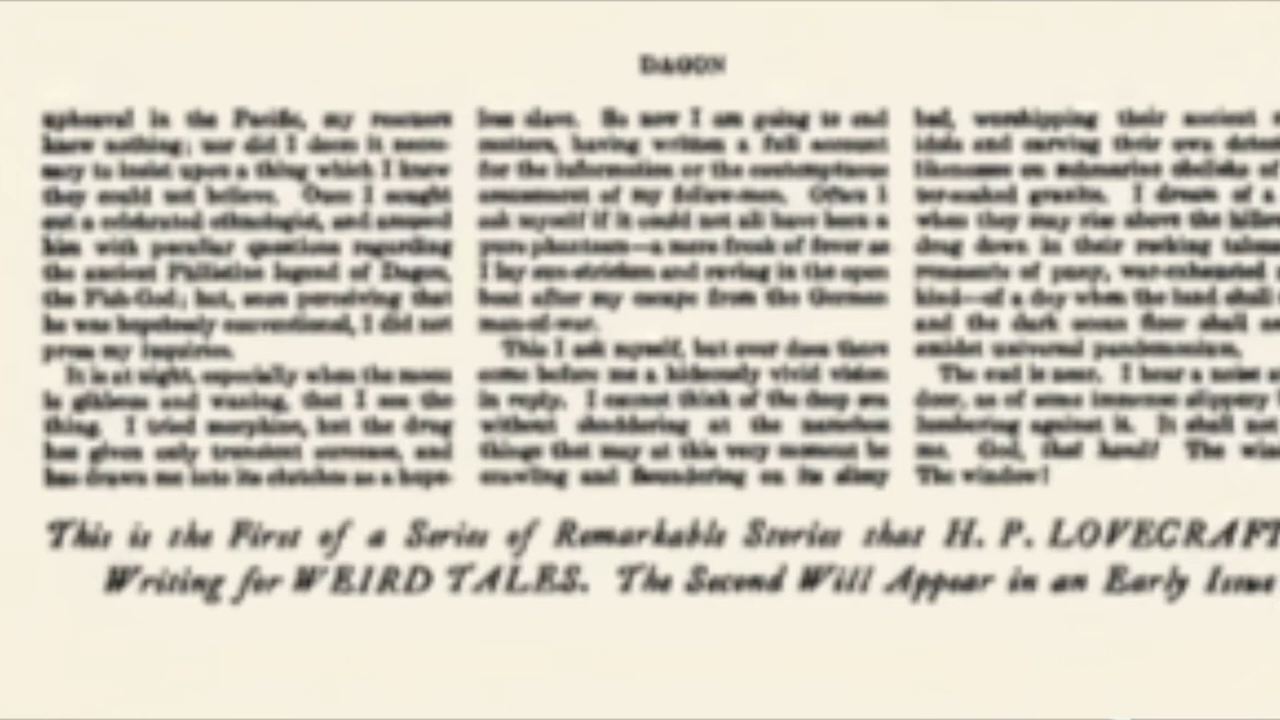 DAGON
upheaval in the Pacific, my rescuers
knew nothing; nor did I deem it neces-
sary to insist upon a thing which I knew
they could not believe. Once I sought
out a celebrated ethnologist, and amused
him with peculiar questions regarding
the ancient Philistine legend of Dagon,
the Fish-God; but, soon perceiving that
he was hopelessly conventional, I did not
press my inquiries.
It is at night, especially when the moon
is gibbous and waning, that I see the
thing. I tried morphine, but the drug
has given only transient surcease, and
has drawn me into its clutches as a hope-
less slave. So now I am going to end
matters, having written a full account
for the information or the contemptuous
amusement of my fellow-men. Often I
ask myself if it could not all have been a
pure phantasm—a mere freak of fever as
I lay sun-stricken and raving in the open
boat after my escape from the German
man-of-war.
This I ask myself, but ever does there
come before me a hideously vivid vision
in reply. I cannot think of the deep sea
without shuddering at the nameless
things that may at this very moment be
crawling and floundering on its slimy
bed, worshipping their ancient
idols and carving their own
likenesses on submarine obelisks of
ter-soaked granite. I dream of a
when they may rise above the
drag down in their reeking
remnants of puny, war-exhausted
kind—of a day when the land shall
and the dark ocean floor shall
amidst universal pandemonium.
The end is near. I hear a noise
door, as of some immense slippery
lumbering against it. It shall not
me. God, that hand! The
The window!
This is the First of a Series of Remarkable Stories that H. P. LOVECRAFT
Writing for WEIRD TALES. The Second Will Appear in an Early Issue